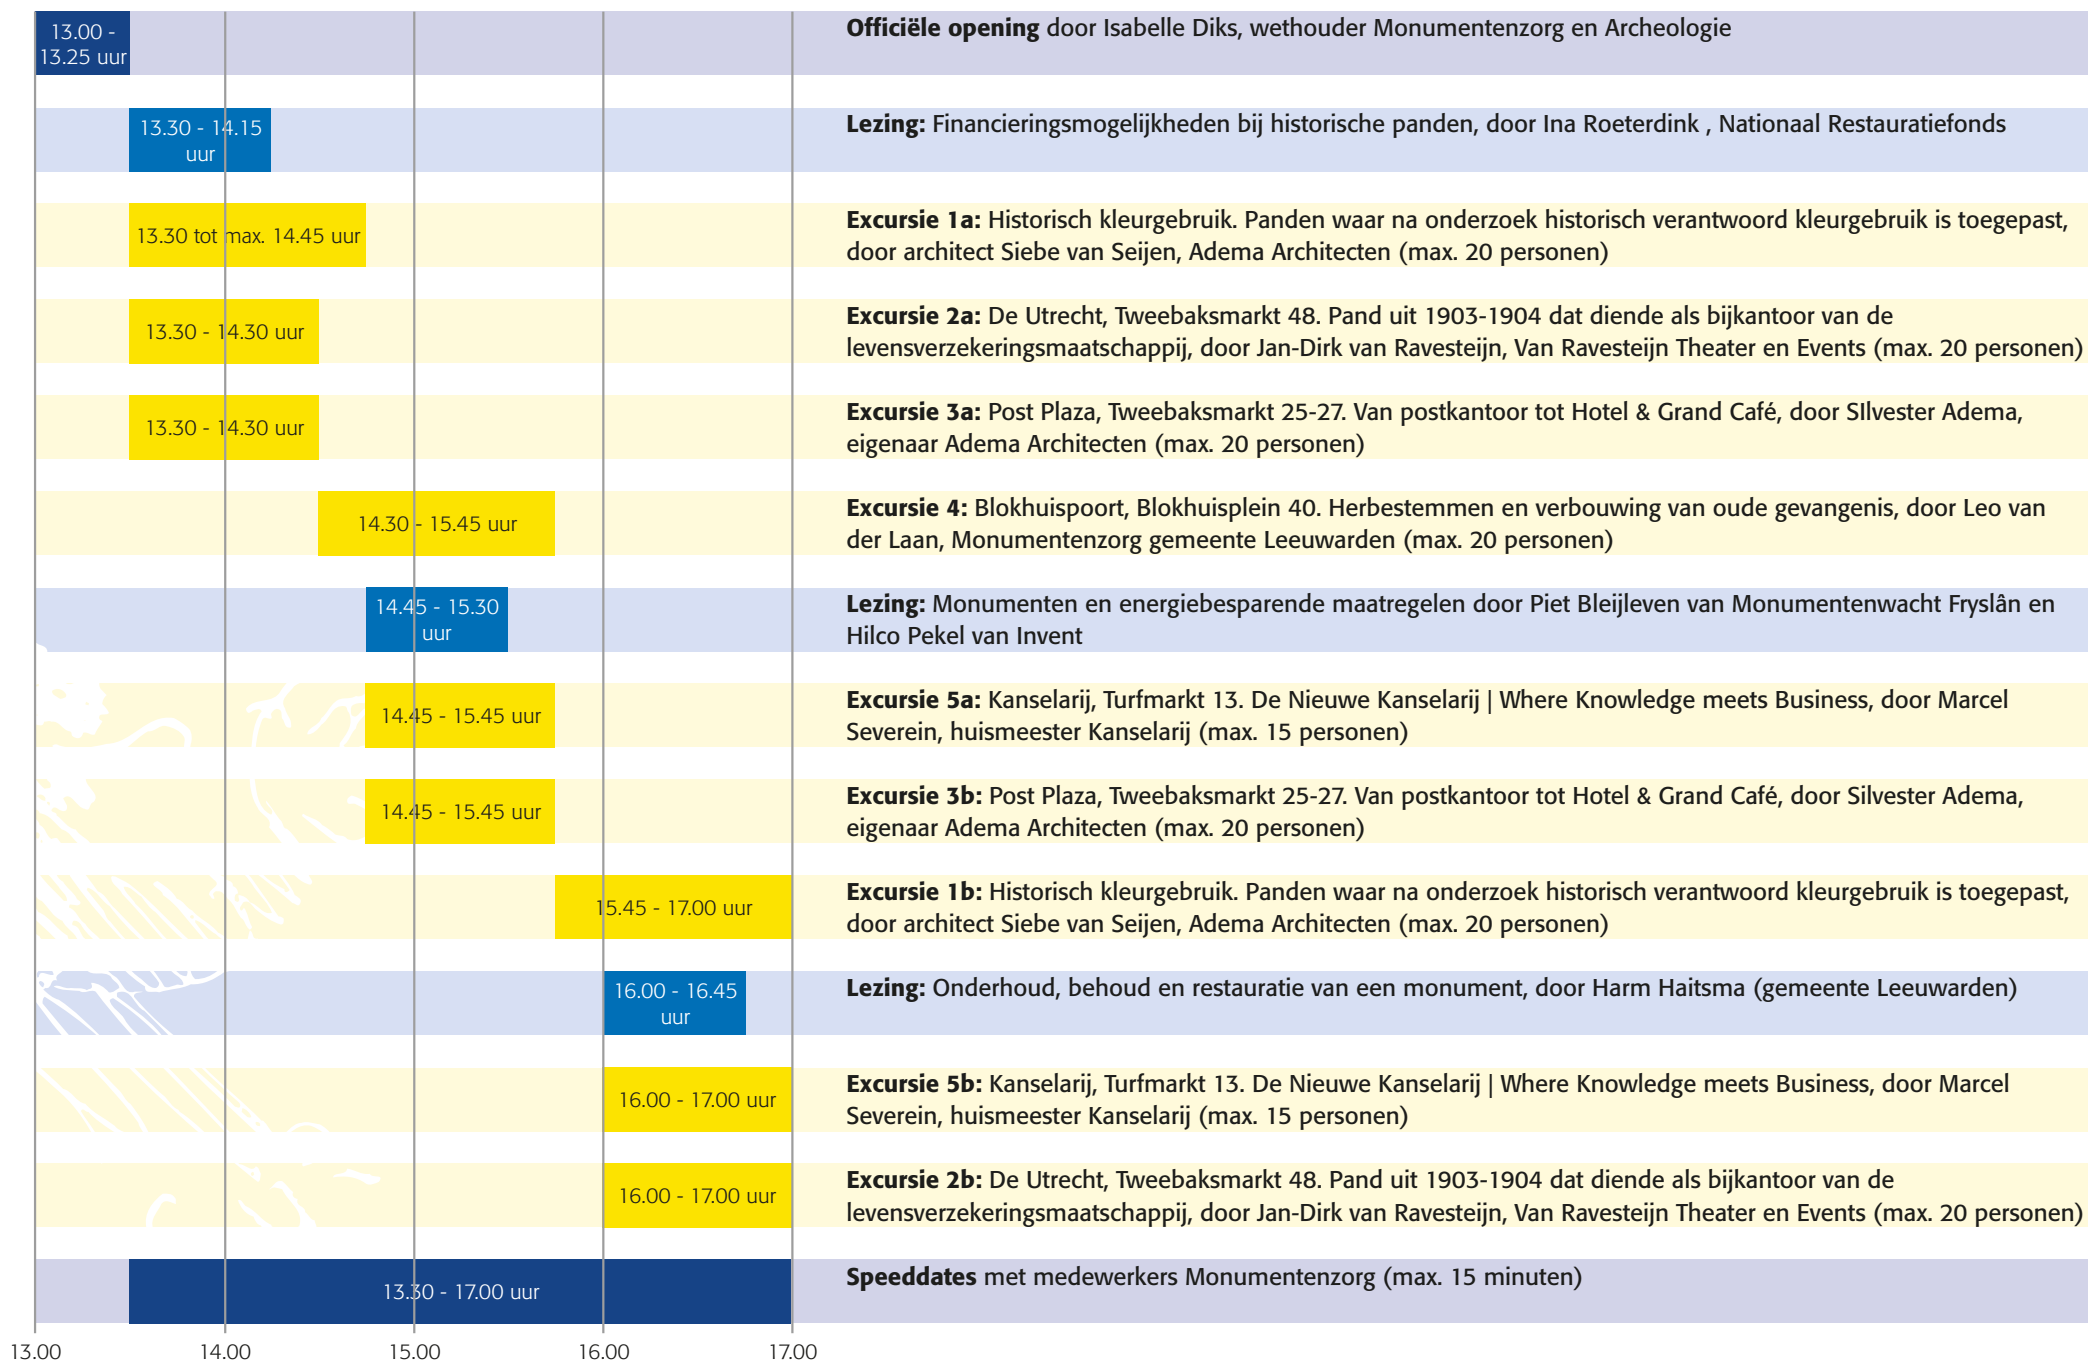 13.00 -
13.25 uur
Officiële opening door Isabelle Diks, wethouder Monumentenzorg en Archeologie
13.30 - 14.15
uur
Lezing: Financieringsmogelijkheden bij historische panden, door Ina Roeterdink , Nationaal Restauratiefonds
13.30 tot max. 14.45 uur
Excursie 1a: Historisch kleurgebruik. Panden waar na onderzoek historisch verantwoord kleurgebruik is toegepast,
door architect Siebe van Seijen, Adema Architecten (max. 20 personen)
13.30 - 14.30 uur
Excursie 2a: De Utrecht, Tweebaksmarkt 48. Pand uit 1903-1904 dat diende als bijkantoor van de
levensverzekeringsmaatschappij, door Jan-Dirk van Ravesteijn, Van Ravesteijn Theater en Events (max. 20 personen)
13.30 - 14.30 uur
Excursie 3a: Post Plaza, Tweebaksmarkt 25-27. Van postkantoor tot Hotel & Grand Café, door SIlvester Adema,
eigenaar Adema Architecten (max. 20 personen)
14.30 - 15.45 uur
Excursie 4: Blokhuispoort, Blokhuisplein 40. Herbestemmen en verbouwing van oude gevangenis, door Leo van
der Laan, Monumentenzorg gemeente Leeuwarden (max. 20 personen)
14.45 - 15.30
uur
Lezing: Monumenten en energiebesparende maatregelen door Piet Bleijleven van Monumentenwacht Fryslân en
Hilco Pekel van Invent
14.45 - 15.45 uur
Excursie 5a: Kanselarij, Turfmarkt 13. De Nieuwe Kanselarij | Where Knowledge meets Business, door Marcel
Severein, huismeester Kanselarij (max. 15 personen)
14.45 - 15.45 uur
Excursie 3b: Post Plaza, Tweebaksmarkt 25-27. Van postkantoor tot Hotel & Grand Café, door Silvester Adema,
eigenaar Adema Architecten (max. 20 personen)
15.45 - 17.00 uur
Excursie 1b: Historisch kleurgebruik. Panden waar na onderzoek historisch verantwoord kleurgebruik is toegepast,
door architect Siebe van Seijen, Adema Architecten (max. 20 personen)
16.00 - 16.45
uur
Lezing: Onderhoud, behoud en restauratie van een monument, door Harm Haitsma (gemeente Leeuwarden)
16.00 - 17.00 uur
Excursie 5b: Kanselarij, Turfmarkt 13. De Nieuwe Kanselarij | Where Knowledge meets Business, door Marcel
Severein, huismeester Kanselarij (max. 15 personen)
16.00 - 17.00 uur
Excursie 2b: De Utrecht, Tweebaksmarkt 48. Pand uit 1903-1904 dat diende als bijkantoor van de
levensverzekeringsmaatschappij, door Jan-Dirk van Ravesteijn, Van Ravesteijn Theater en Events (max. 20 personen)
13.30 - 17.00 uur
Speeddates met medewerkers Monumentenzorg (max. 15 minuten)
13.00 14.00 15.00 16.00 17.00